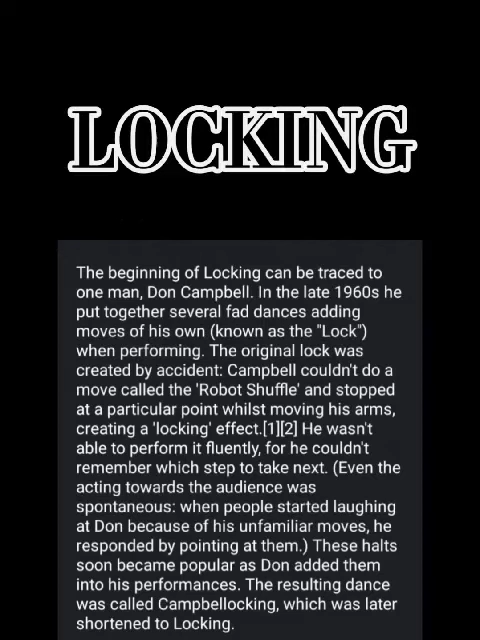 LOCKING
The beginning of Locking can be traced to
one man, Don Campbell. In the late 1960s he
put together several fad dances adding
moves of his own (known as the "Lock")
when performing. The original lock was
created by accident: Campbell couldn't do a
move called the 'Robot Shuffle' and stopped
at a particular point whilst moving his arms,
creating a 'locking' effect.[1][2] He wasn't
able to perform it fluently, for he couldn't
remember which step to take next. (Even the
acting towards the audience was
spontaneous: when people started laughing
at Don because of his unfamiliar moves, he
responded by pointing at them.) These halts
soon became popular as Don added them
into his performances. The resulting dance
was called Campbellocking, which was later
shortened to Locking.